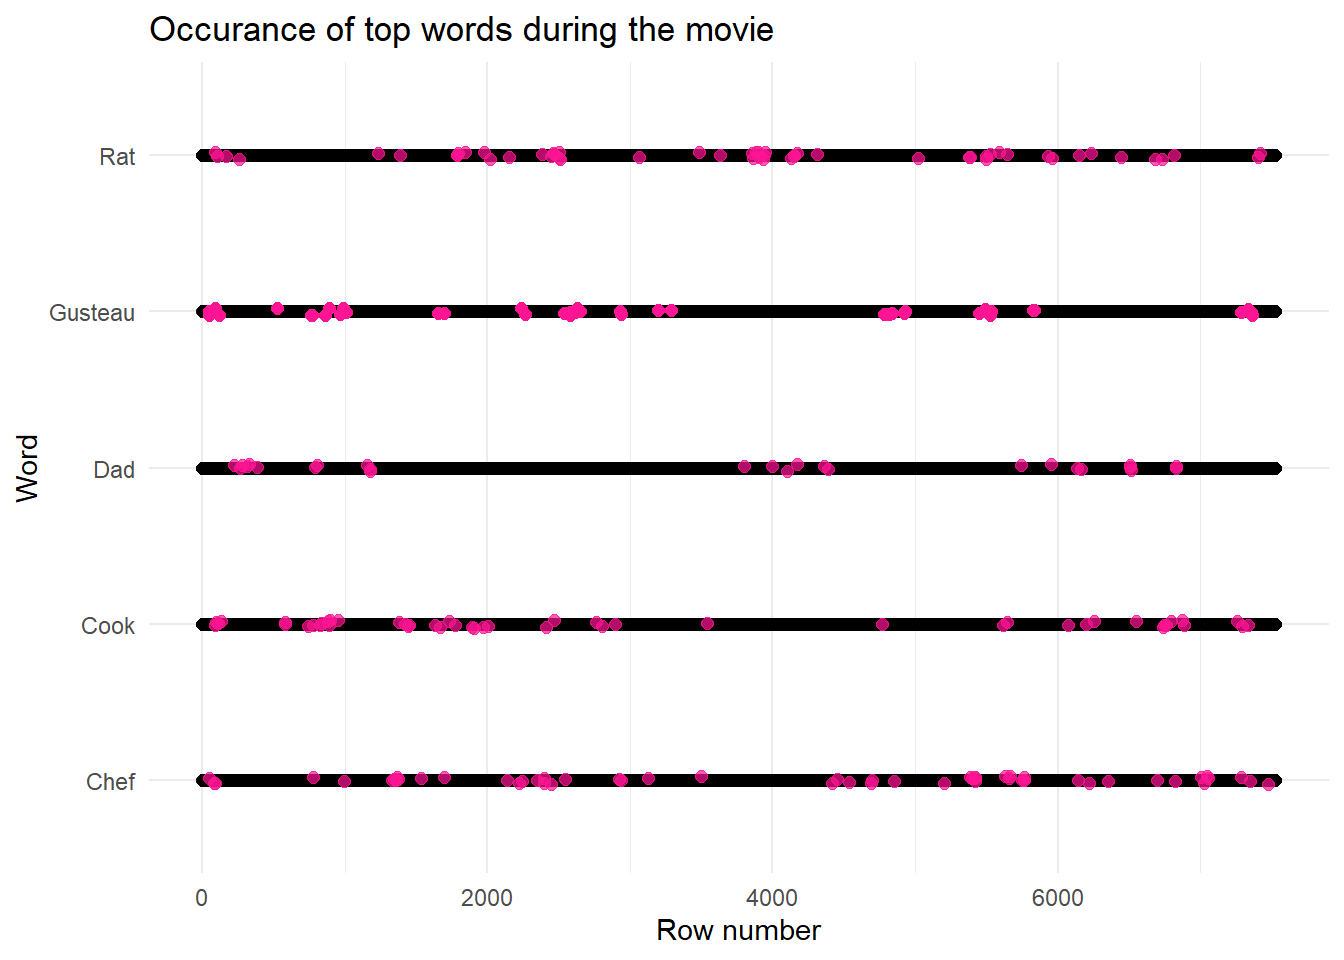 Occurance of top words during the movie
Rat
Gusteau
Dad
Cook
Chef
Word
0 2000 4000 6000
Row number